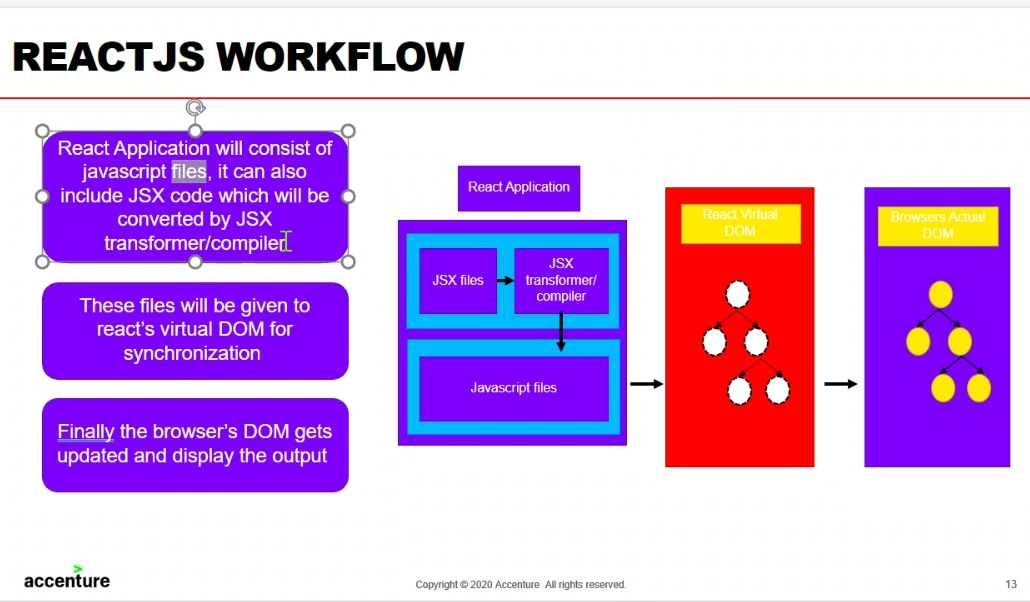 REACTJS WORKFLOW
React Application will consist of
javascript files, it can also
include JSX code which will be
converted by JSX
transformer/compiler
These files will be given to
react's virtual DOM for
synchronization
Finally the browser's DOM gets
updated and display the output
React Application
JSX files
JSX
transformer/
compiler
Javascript files
React Virtual
DOM
Browsers Actual
DOM
accenture
Copyright © 2020 Accenture All rights reserved.
13